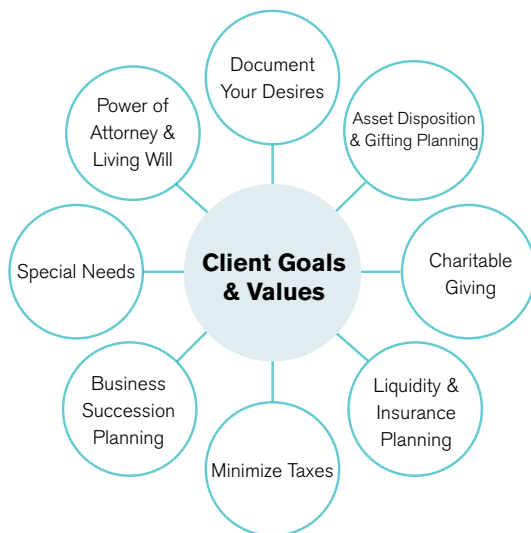 Document
Your Desires
Asset Disposition
& Gifting Planning
Charitable
Giving
Liquidity &
Insurance
Planning
Minimize Taxes
Business
Succession
Planning
Special Needs
Power of
Attorney &
Living Will
Client Goals
& Values